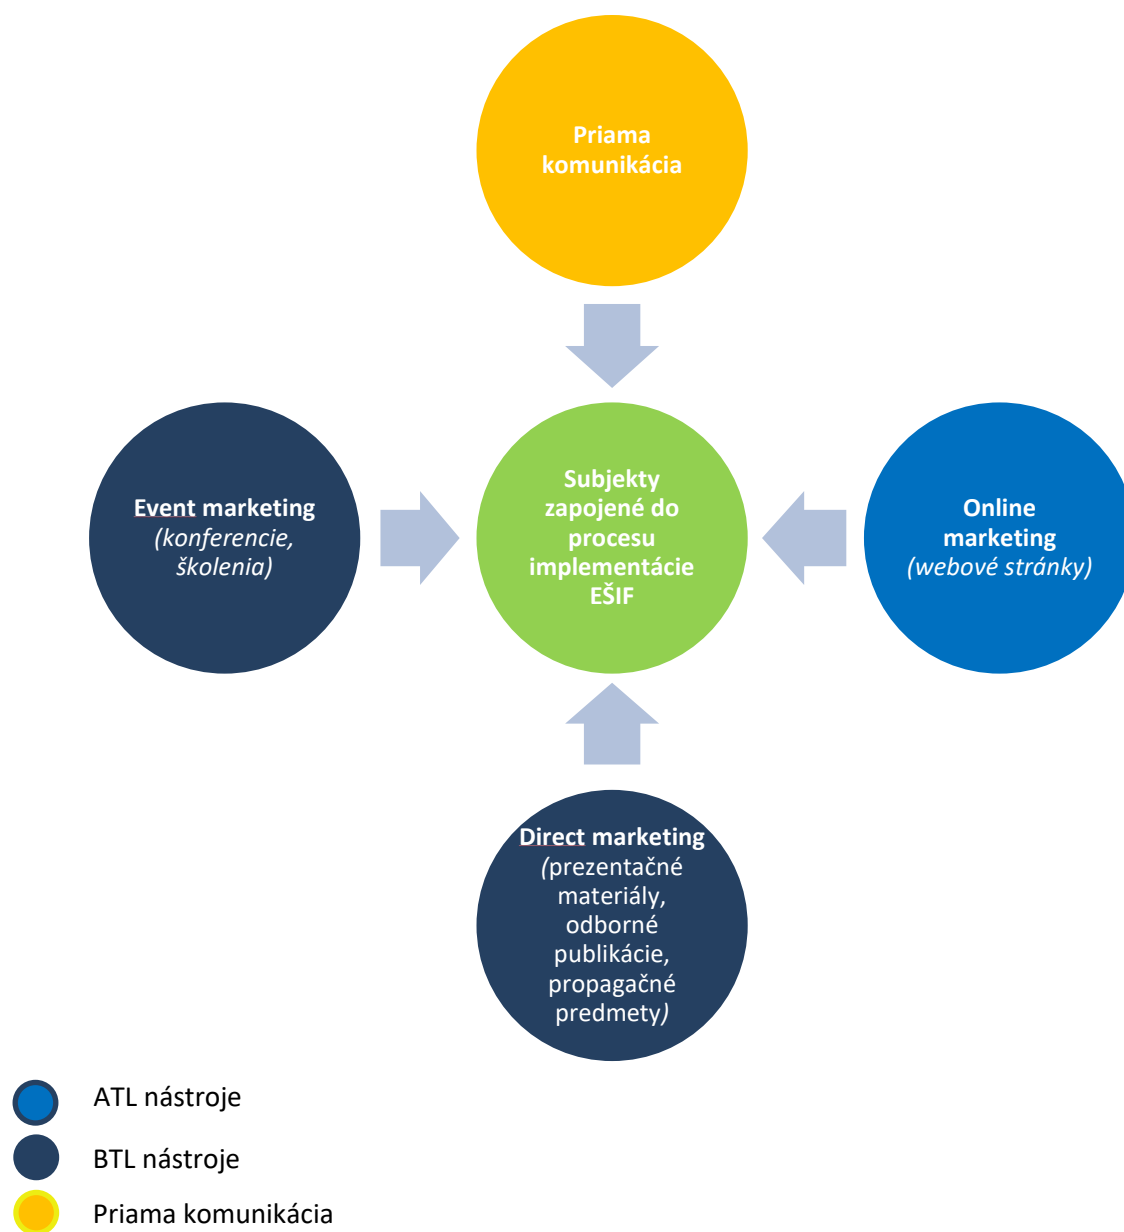 Priama
komunikácia
Event marketing
(konferencie,
školenia)
Subjekty
zapojené do
procesu
implementácie
EŠIF
Online
marketing
(webové stránky)
Direct marketing
(prezentačné
materiály,
odborné
publikácie,
propagačné
predmety)
ATL nástroje
BTL nástroje
Priama komunikácia